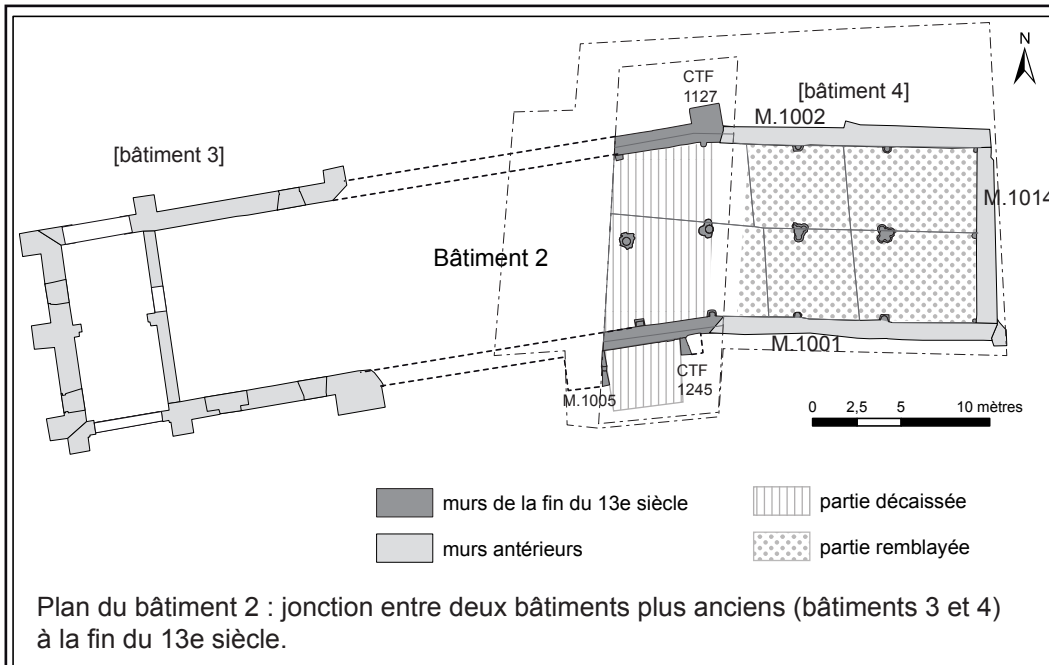 N
CTF
1127
[bâtiment 4]
M.1002
[bâtiment 3]
M.1014
Bâtiment 2
M.1001
CTF
1245
M.1005
0 2,5 5 10 mètres
murs de la fin du 13e siècle
partie décaissée
murs antérieurs
partie remblayée
Plan du bâtiment 2 : jonction entre deux bâtiments plus anciens (bâtiments 3 et 4)
à la fin du 13e siècle.